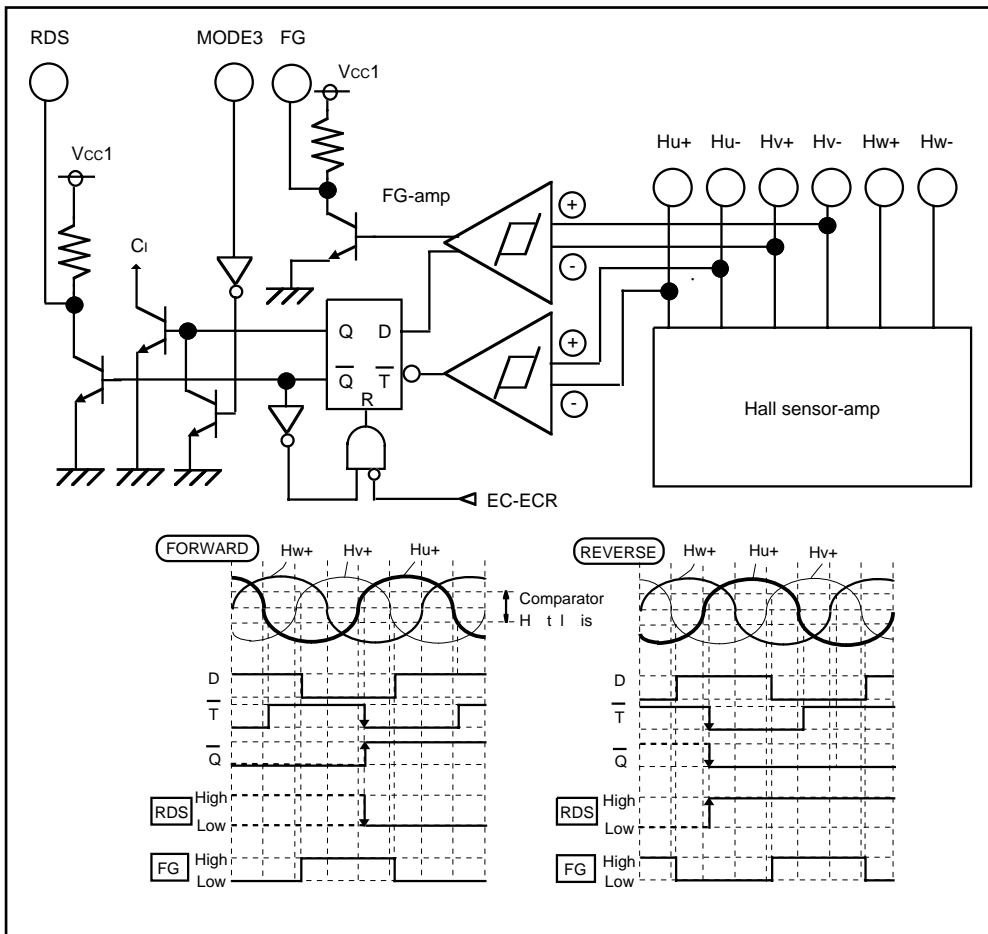 RDS MODE3 FG
Vcc1
Hu+ Hu- Hv+ Hv- Hw+ Hw-
Vcc1
FG-amp
+
-
CI
Q D
Q T
R
+
-
Hall sensor-amp
EC-ECR
FORWARD
Hw+ Hv+ Hu+
Comparator
H t l is
D
T
Q
RDS High
Low
FG High
Low
REVERSE
Hw+ Hu+ Hv+
D
T
Q
RDS High
Low
FG High
Low